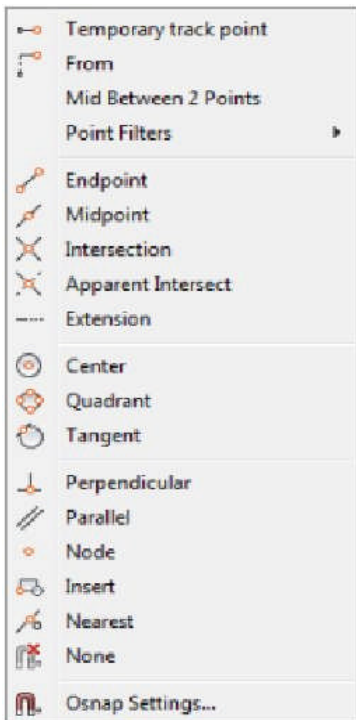 Temporary track point
From
Mid Between 2 Points
Point Filters
Endpoint
Midpoint
Intersection
Apparent Intersect
Extension
Center
Quadrant
Tangent
Perpendicular
Parallel
Node
Insert
Nearest
None
Osnap Settings...